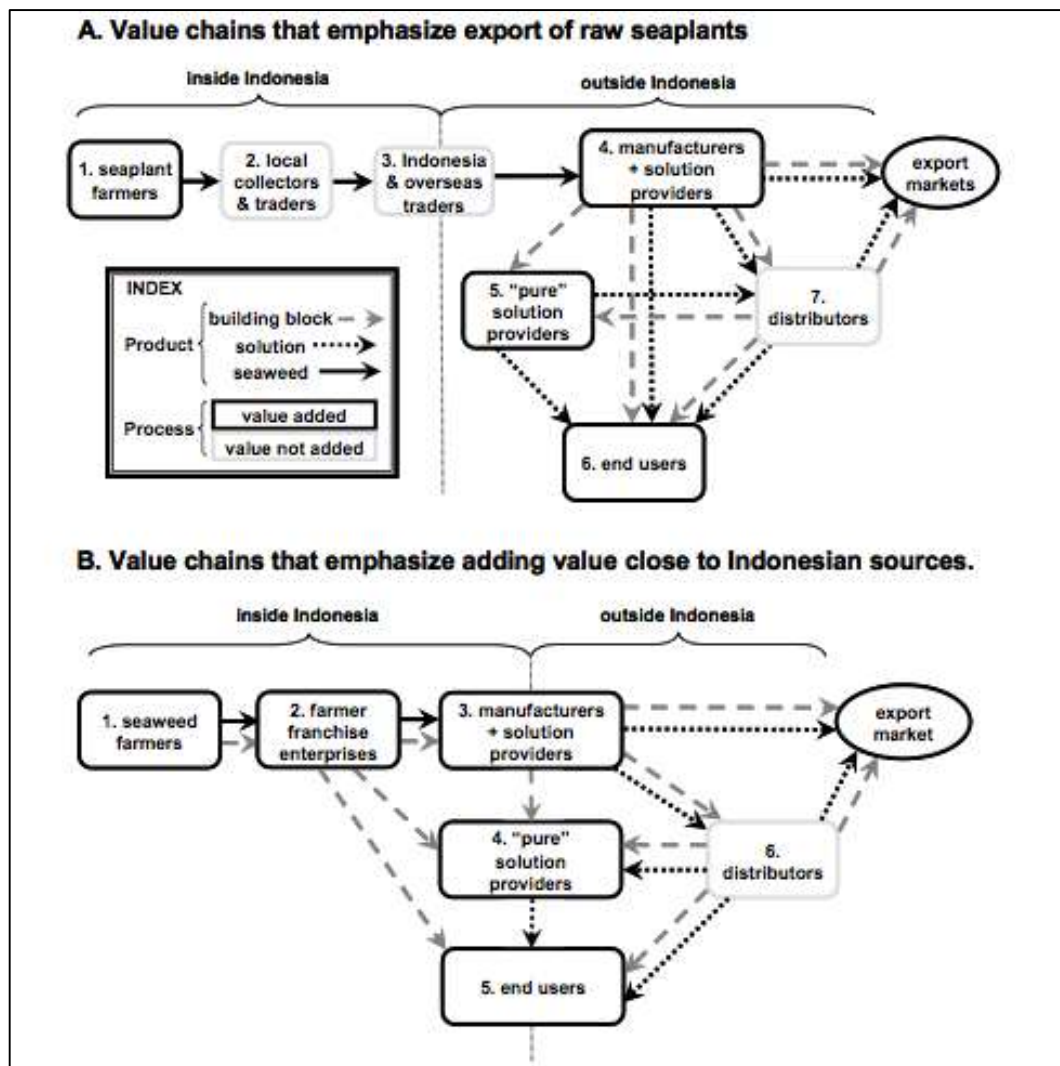 A. Value chains that emphasize export of raw seaplants
inside Indonesia
outside Indonesia
1. seaplant
farmers
2. local
collectors
& traders
3. Indonesia
& overseas
traders
4. manufacturers
+ solution
providers
export
markets
INDEX
Product
building block
solution
seaweed
Process
value added
value not added
5. "pure"
solution
providers
7.
distributors
6. end users
B. Value chains that emphasize adding value close to Indonesian sources.
inside Indonesia
outside Indonesia
1. seaweed
farmers
2. farmer
franchise
enterprises
3. manufacturers
+ solution
providers
export
market
4. "pure"
solution
providers
6.
distributors
5. end users